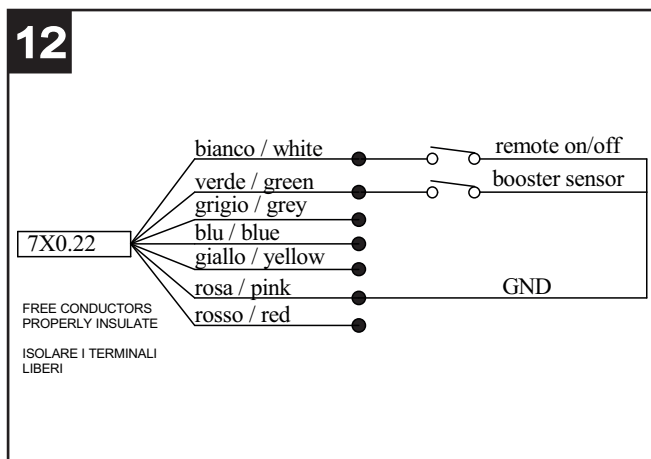 12
bianco / white
remote on/off
verde / green
booster sensor
grigio / grey
blu / blue
7X0.22
giallo / yellow
rosa / pink
GND
rosso / red
FREE CONDUCTORS
PROPERLY INSULATE
ISOLARE I TERMINALI
LIBERI